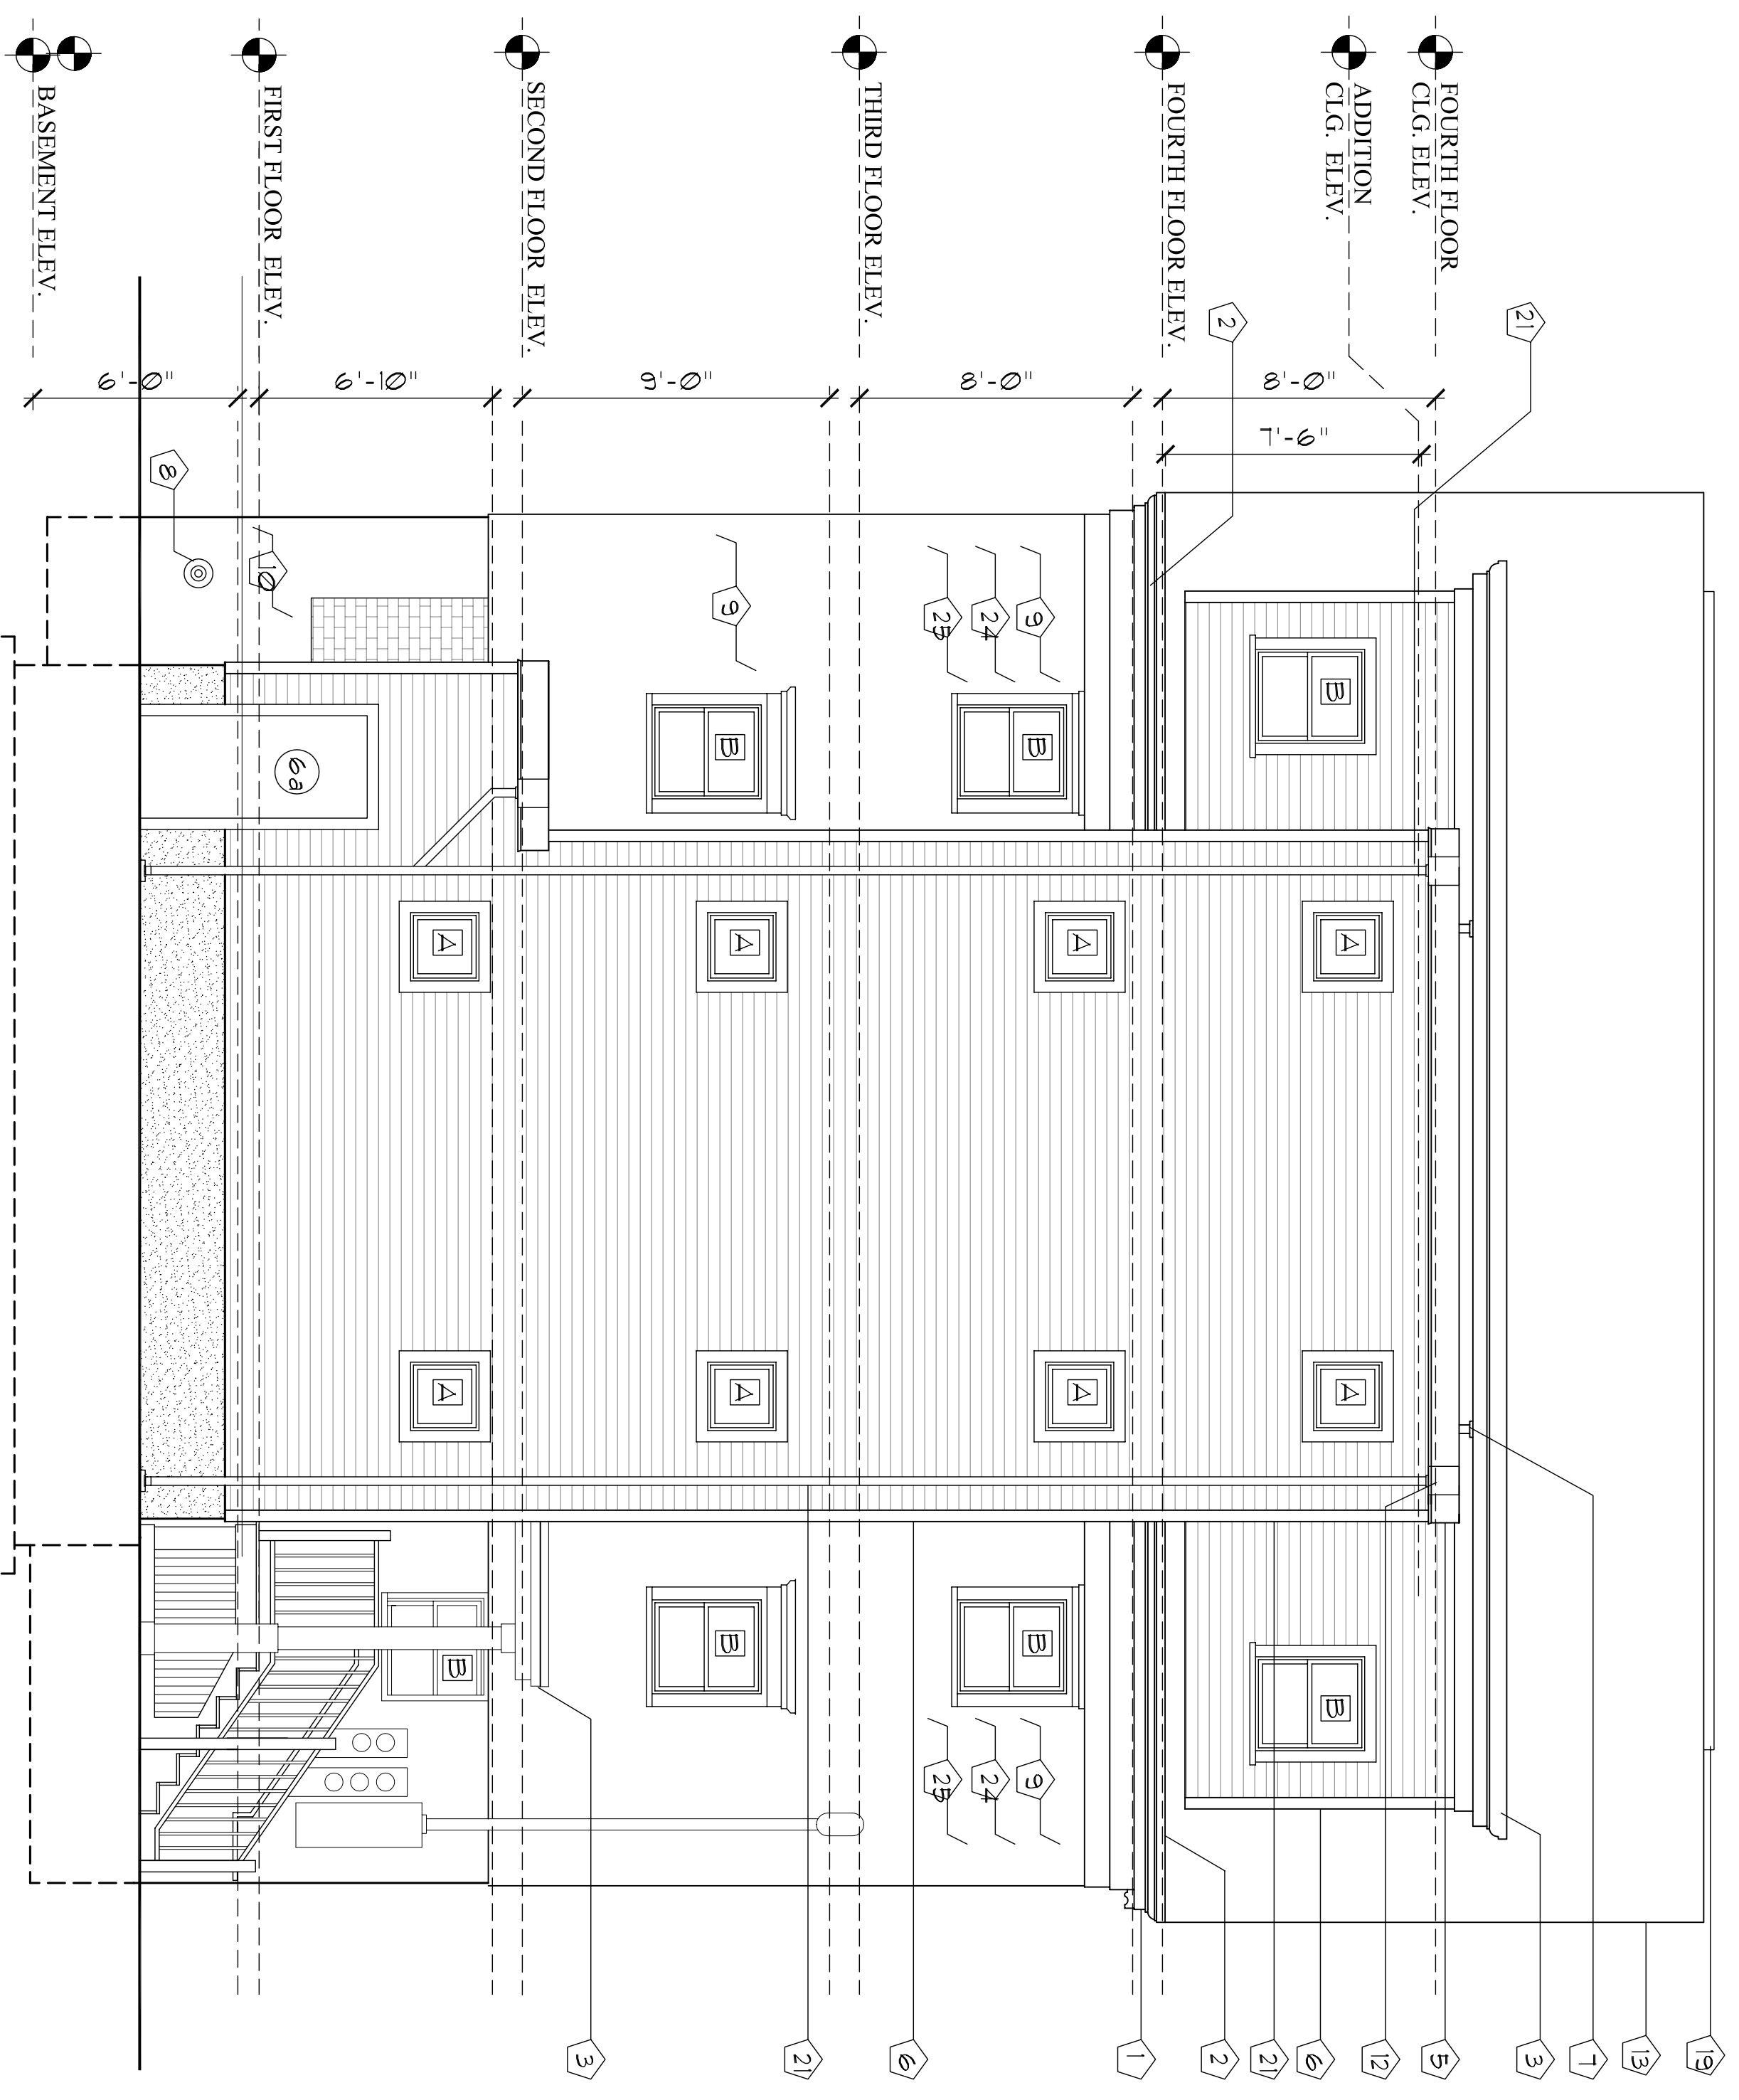 19
13
7
3
21
FOURTH FLOOR
CLG. ELEV.
5
12
ADDITION
CLG. ELEV.
8'-0"
7'-6"
A
A
B
B
6
21
2
2
FOURTH FLOOR ELEV.
1
A
A
9
B
B
9
8'-0"
24
24
25
25
6
THIRD FLOOR ELEV.
21
A
A
9
B
B
9'-0"
3
SECOND FLOOR ELEV.
A
A
B
6'-10"
6a
FIRST FLOOR ELEV.
10
8
6'-0"
BASEMENT ELEV.